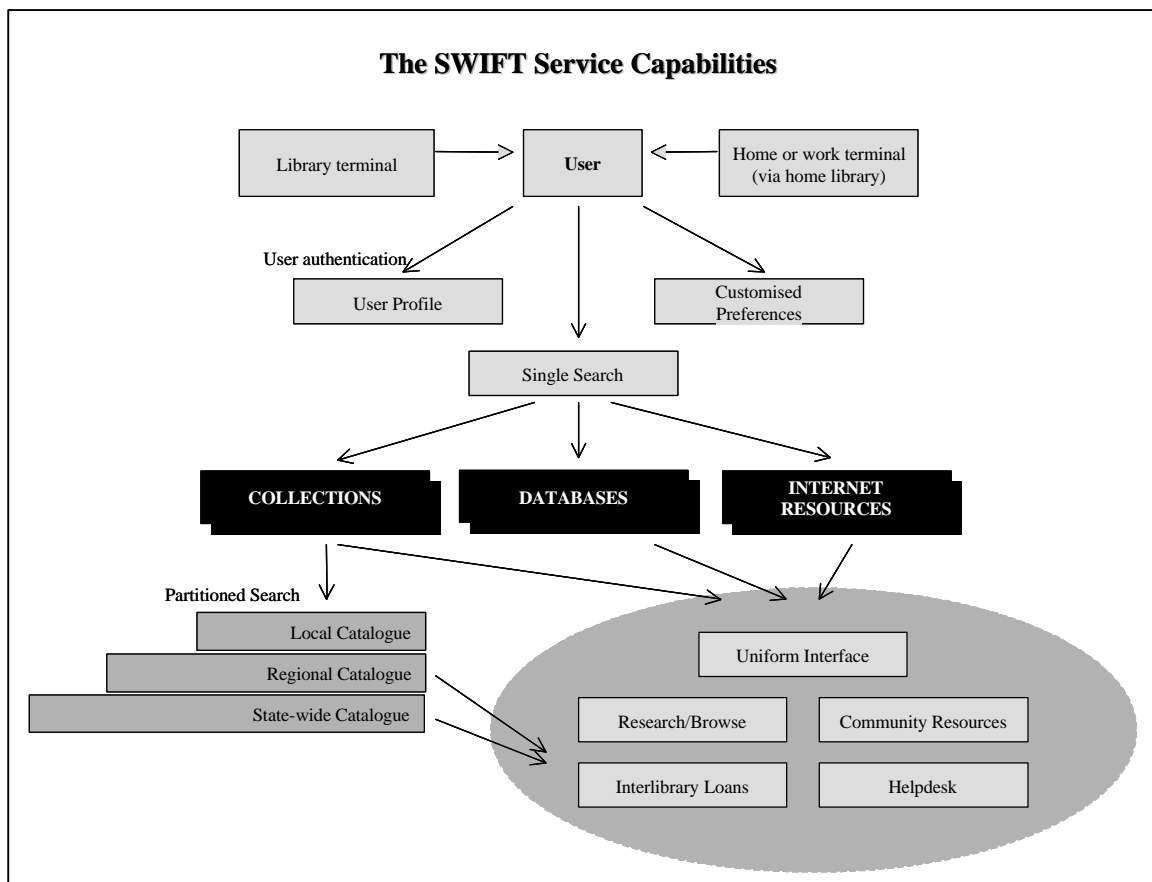 The SWIFT Service Capabilities
Library terminal
User
Home or work terminal
(via home library)
User authentication
User Profile
Customised
Preferences
Single Search
COLLECTIONS
DATABASES
INTERNET
RESOURCES
Partitioned Search
Local Catalogue
Regional Catalogue
State-wide Catalogue
Uniform Interface
Research/Browse
Community Resources
Interlibrary Loans
Helpdesk